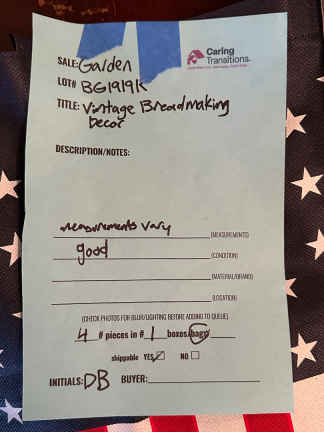 Caring
Transitions
SALE: Garden
LOT# BG1919K
TITLE: Vintage Breadmaking
Decor
DESCRIPTION/NOTES:
measurements vary (MEASUREMENTS)
good (CONDITION)
(MATERIAL/BRAND)
(LOCATION)
(CHECK PHOTOS FOR BLUR/LIGHTING BEFORE ADDING TO QUEUE)
4 # pieces in # 1 boxes/bags/
shippable YES NO
INITIALS: DB BUYER: